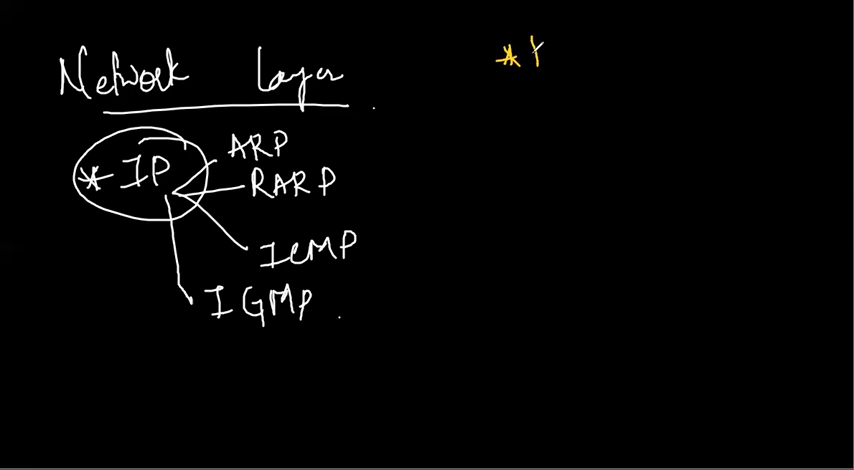 Network Layer
* IP
ARP
RARP
ICMP
IGMP.
*